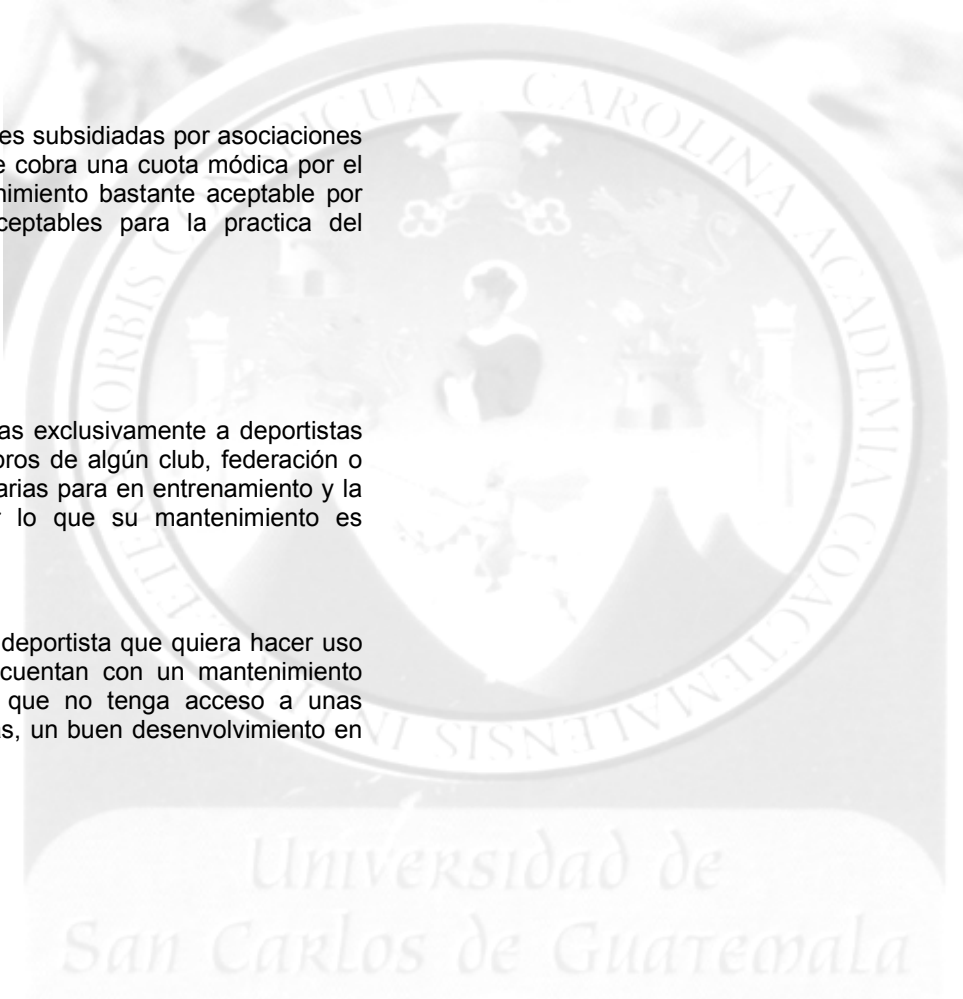 es subsidiadas por asociaciones
e cobra una cuota módica por el
nimiento bastante aceptable por
ceptables para la practica del
as exclusivamente a deportistas
bros de algún club, federación o
arias para en entrenamiento y la
r lo que su mantenimiento es
deportista que quiera hacer uso
cuentan con un mantenimiento
que no tenga acceso a unas
as, un buen desenvolvimiento en
CAROLINA ACADEMIA COACTEMALENSIS INTER
ORBIS
Universidad de
San Carlos de Guatemala